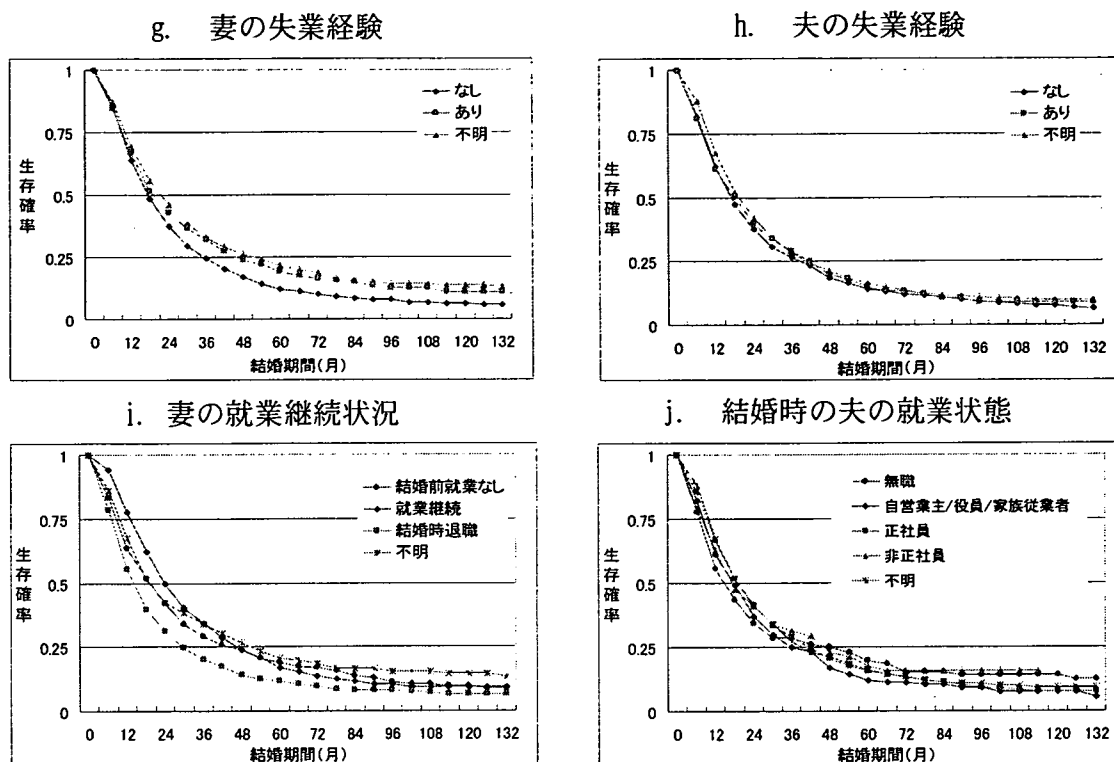 g. 妻の失業経験
1
0.75
0.5
0.25
0
生存確率
なし
あり
不明
0 12 24 36 48 60 72 84 96 108 120 132
結婚期間(月)
h. 夫の失業経験
1
0.75
0.5
0.25
0
生存確率
なし
あり
不明
0 12 24 36 48 60 72 84 96 108 120 132
結婚期間(月)
i. 妻の就業継続状況
1
0.75
0.5
0.25
0
生存確率
結婚前就業なし
就業継続
結婚時退職
不明
0 12 24 36 48 60 72 84 96 108 120 132
結婚期間(月)
j. 結婚時の夫の就業状態
1
0.75
0.5
0.25
0
生存確率
無職
自営業主/役員/家族従業者
正社員
非正社員
不明
0 12 24 36 48 60 72 84 96 108 120 132
結婚期間(月)